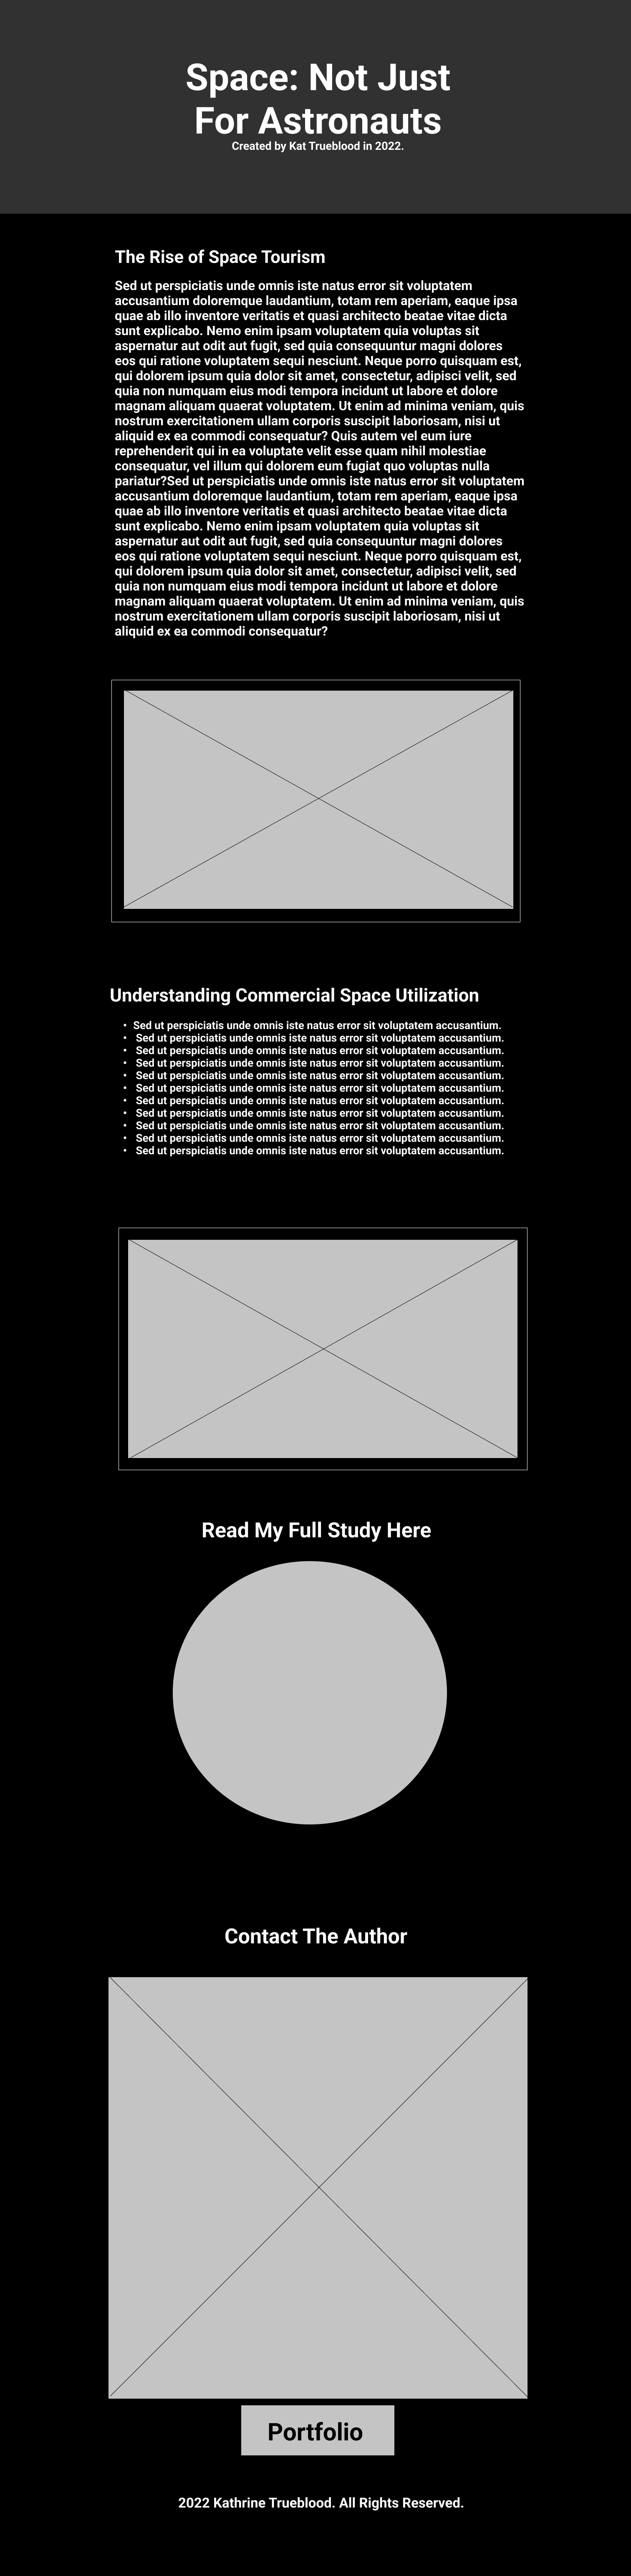 Space: Not Just
For Astronauts
Created by Kat Trueblood in 2022.
The Rise of Space Tourism
Sed ut perspiciatis unde omnis iste natus error sit voluptatem
accusantium doloremque laudantium, totam rem aperiam, eaque ipsa
quae ab illo inventore veritatis et quasi architecto beatae vitae dicta
sunt explicabo. Nemo enim ipsam voluptatem quia voluptas sit
aspernatur aut odit aut fugit, sed quia consequuntur magni dolores
eos qui ratione voluptatem sequi nesciunt. Neque porro quisquam est,
qui dolorem ipsum quia dolor sit amet, consectetur, adipisci velit, sed
quia non numquam eius modi tempora incidunt ut labore et dolore
magnam aliquam quaerat voluptatem. Ut enim ad minima veniam, quis
nostrum exercitationem ullam corporis suscipit laboriosam, nisi ut
aliquid ex ea commodi consequatur? Quis autem vel eum iure
reprehenderit qui in ea voluptate velit esse quam nihil molestiae
consequatur, vel illum qui dolorem eum fugiat quo voluptas nulla
pariatur?Sed ut perspiciatis unde omnis iste natus error sit voluptatem
accusantium doloremque laudantium, totam rem aperiam, eaque ipsa
quae ab illo inventore veritatis et quasi architecto beatae vitae dicta
sunt explicabo. Nemo enim ipsam voluptatem quia voluptas sit
aspernatur aut odit aut fugit, sed quia consequuntur magni dolores
eos qui ratione voluptatem sequi nesciunt. Neque porro quisquam est,
qui dolorem ipsum quia dolor sit amet, consectetur, adipisci velit, sed
quia non numquam eius modi tempora incidunt ut labore et dolore
magnam aliquam quaerat voluptatem. Ut enim ad minima veniam, quis
nostrum exercitationem ullam corporis suscipit laboriosam, nisi ut
aliquid ex ea commodi consequatur?
Understanding Commercial Space Utilization
• Sed ut perspiciatis unde omnis iste natus error sit voluptatem accusantium.
• Sed ut perspiciatis unde omnis iste natus error sit voluptatem accusantium.
• Sed ut perspiciatis unde omnis iste natus error sit voluptatem accusantium.
• Sed ut perspiciatis unde omnis iste natus error sit voluptatem accusantium.
• Sed ut perspiciatis unde omnis iste natus error sit voluptatem accusantium.
• Sed ut perspiciatis unde omnis iste natus error sit voluptatem accusantium.
• Sed ut perspiciatis unde omnis iste natus error sit voluptatem accusantium.
• Sed ut perspiciatis unde omnis iste natus error sit voluptatem accusantium.
• Sed ut perspiciatis unde omnis iste natus error sit voluptatem accusantium.
• Sed ut perspiciatis unde omnis iste natus error sit voluptatem accusantium.
• Sed ut perspiciatis unde omnis iste natus error sit voluptatem accusantium.
Read My Full Study Here
Contact The Author
Portfolio
2022 Kathrine Trueblood. All Rights Reserved.